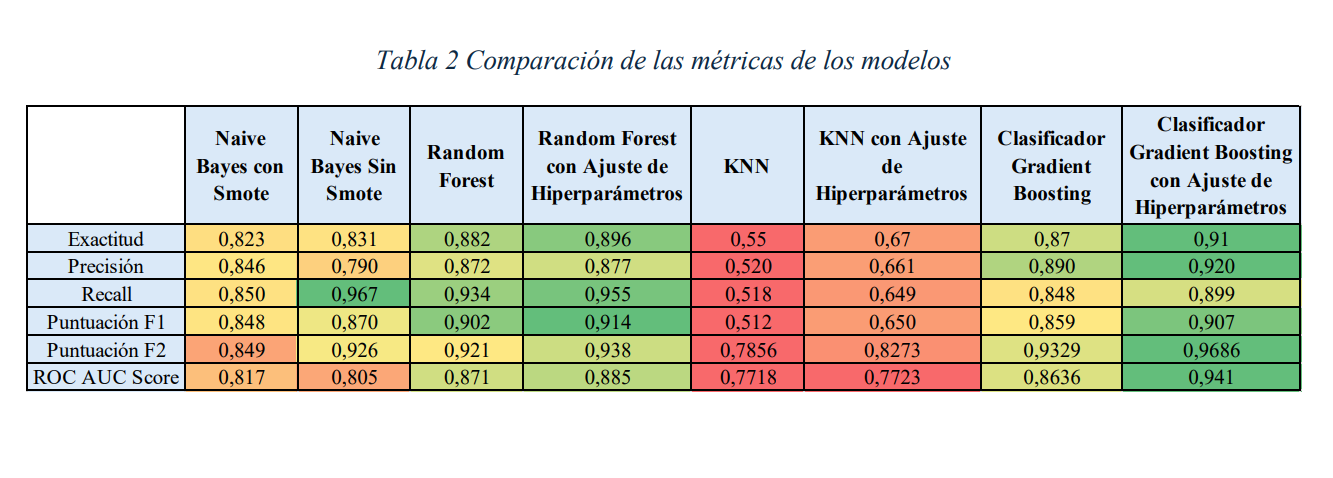 Tabla 2 Comparación de las métricas de los modelos
Naive Bayes con Smote | Naive Bayes Sin Smote | Random Forest | Random Forest con Ajuste de Hiperparámetros | KNN | KNN con Ajuste de Hiperparámetros | Clasificador Gradient Boosting | Clasificador Gradient Boosting con Ajuste de Hiperparámetros
Exactitud | 0,823 | 0,831 | 0,882 | 0,896 | 0,55 | 0,67 | 0,87 | 0,91
Precisión | 0,846 | 0,790 | 0,872 | 0,877 | 0,520 | 0,661 | 0,890 | 0,920
Recall | 0,850 | 0,967 | 0,934 | 0,955 | 0,518 | 0,649 | 0,848 | 0,899
Puntuación F1 | 0,848 | 0,870 | 0,902 | 0,914 | 0,512 | 0,650 | 0,859 | 0,907
Puntuación F2 | 0,849 | 0,926 | 0,921 | 0,938 | 0,7856 | 0,8273 | 0,9329 | 0,9686
ROC AUC Score | 0,817 | 0,805 | 0,871 | 0,885 | 0,7718 | 0,7723 | 0,8636 | 0,941